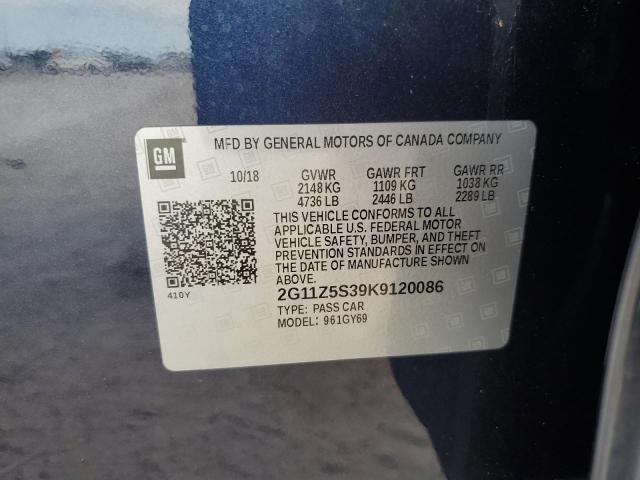 MFD BY GENERAL MOTORS OF CANADA COMPANY
GM
10/18 GVWR GAWR FRT GAWR RR
2148 KG 1109 KG 1038 KG
4736 LB 2446 LB 2289 LB
THIS VEHICLE CONFORMS TO ALL
APPLICABLE U.S. FEDERAL MOTOR
VEHICLE SAFETY, BUMPER, AND THEFT
PREVENTION STANDARDS IN EFFECT ON
THE DATE OF MANUFACTURE SHOWN
ABOVE.
410Y
2G11Z5S39K9120086
TYPE: PASS CAR
MODEL: 961GY69